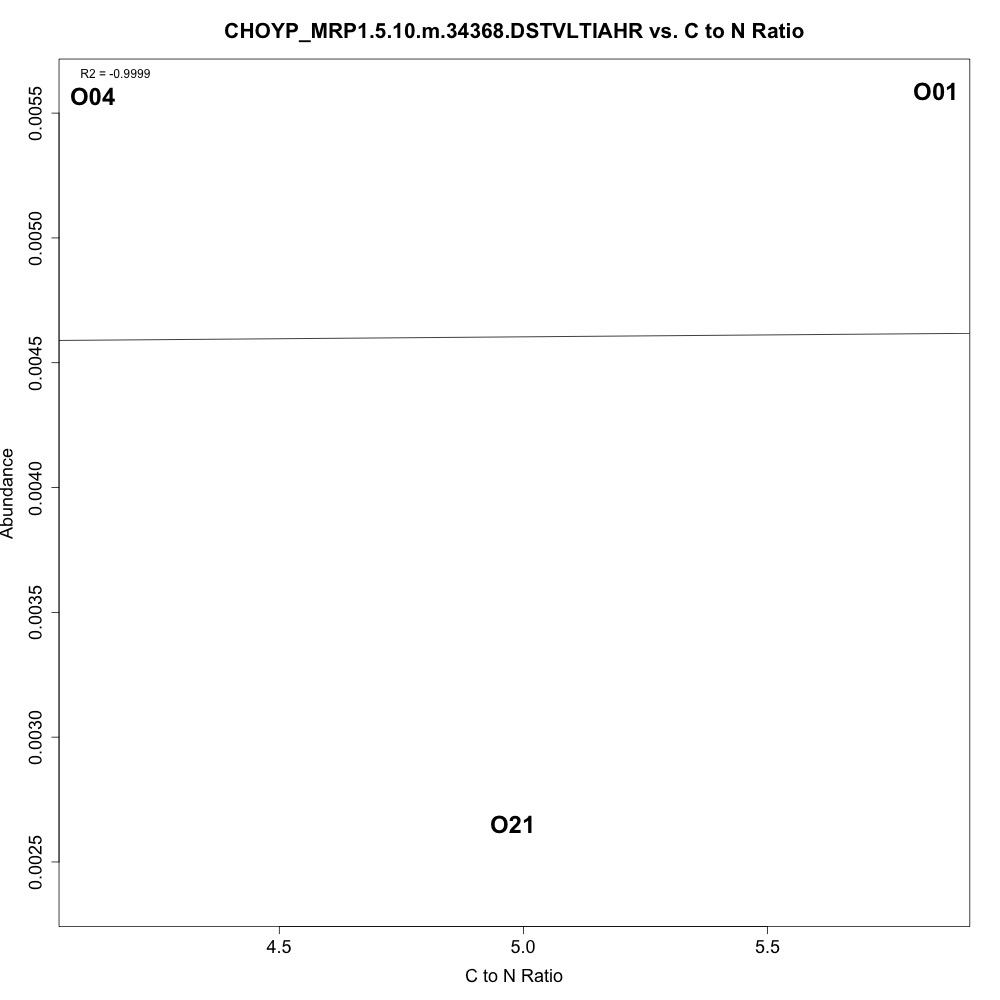 CHOYP_MRP1.5.10.m.34368.DSTVLTIAHR vs. C to N Ratio
R2 = -0.9999
O04
O01
O21
0.0055
0.0050
0.0045
0.0040
0.0035
0.0030
0.0025
Abundance
4.5
5.0
5.5
C to N Ratio